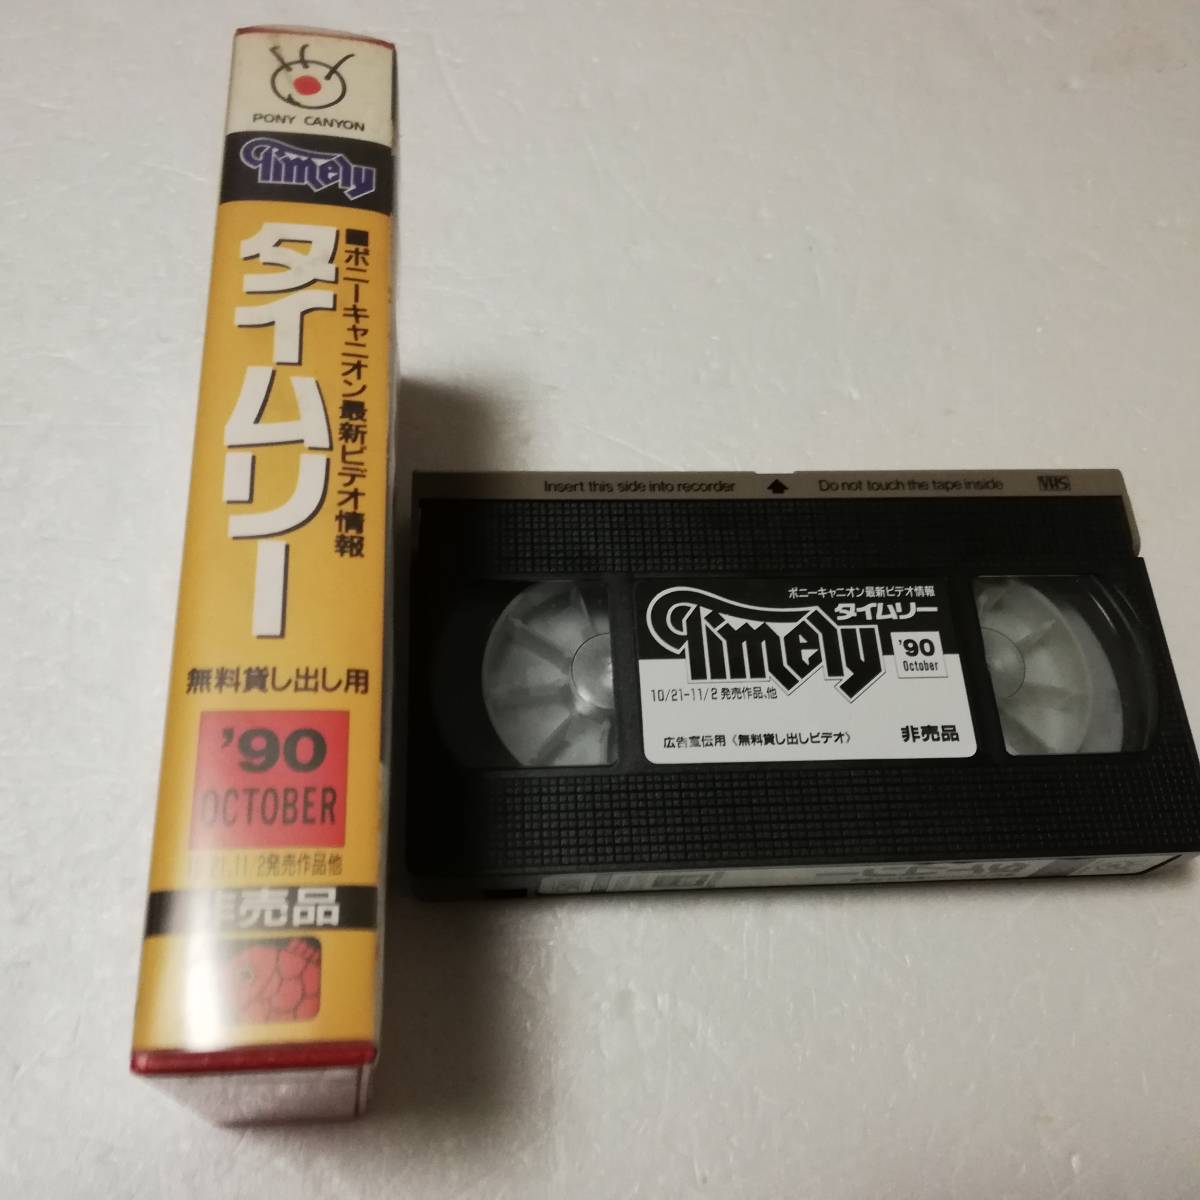 PONY CANYON
Timely
タイムリー
■ポニーキャニオン最新ビデオ情報
無料貸し出し用
'90
OCTOBER
11/2発売作品他
非売品
Insert this side into recorder
Do not touch the tape inside
VHS
ポニーキャニオン最新ビデオ情報
タイムリー
Timely
'90
October
10/21-11/2発売作品、他
広告宣伝用〈無料貸し出しビデオ〉
非売品